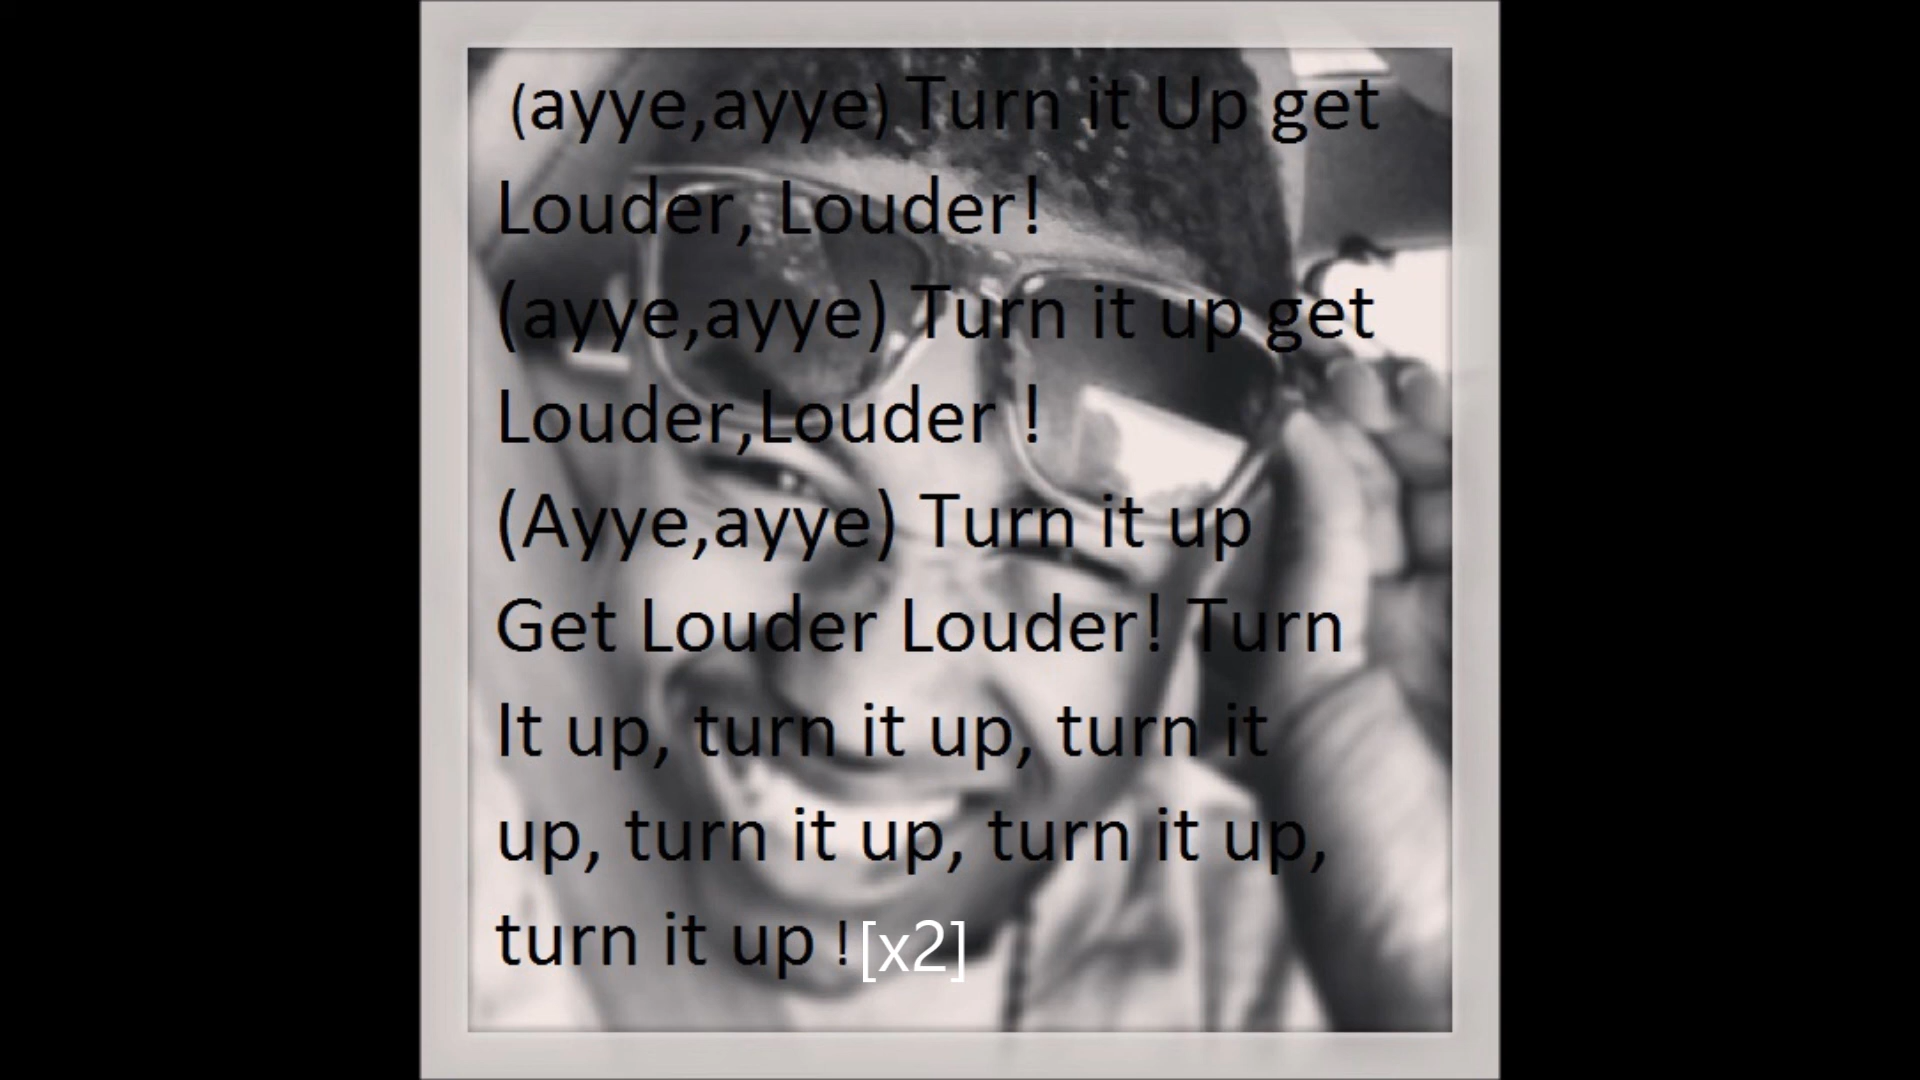 (ayye,ayye) Turn it Up get
Louder, Louder!
(ayye,ayye) Turn it up get
Louder,Louder !
(Ayye,ayye) Turn it up
Get Louder Louder! Turn
It up, turn it up, turn it
up, turn it up, turn it up,
turn it up ![x2]